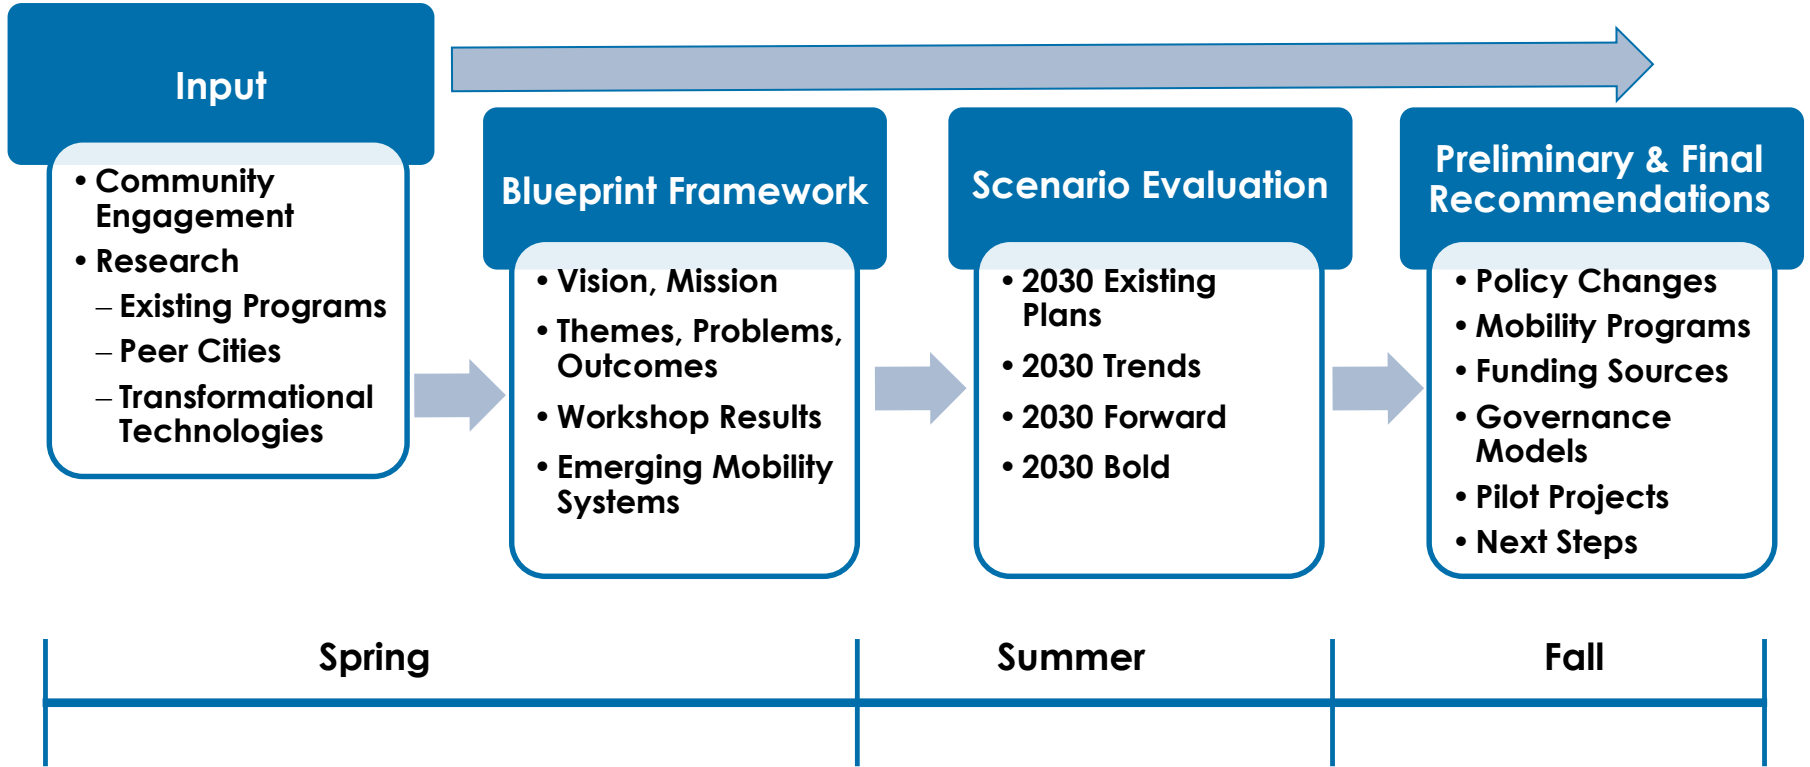 Input
• Community
Engagement
• Research
– Existing Programs
– Peer Cities
– Transformational
Technologies
Blueprint Framework
• Vision, Mission
• Themes, Problems,
Outcomes
• Workshop Results
• Emerging Mobility
Systems
Scenario Evaluation
• 2030 Existing
Plans
• 2030 Trends
• 2030 Forward
• 2030 Bold
Preliminary & Final
Recommendations
• Policy Changes
• Mobility Programs
• Funding Sources
• Governance
Models
• Pilot Projects
• Next Steps
Spring
Summer
Fall